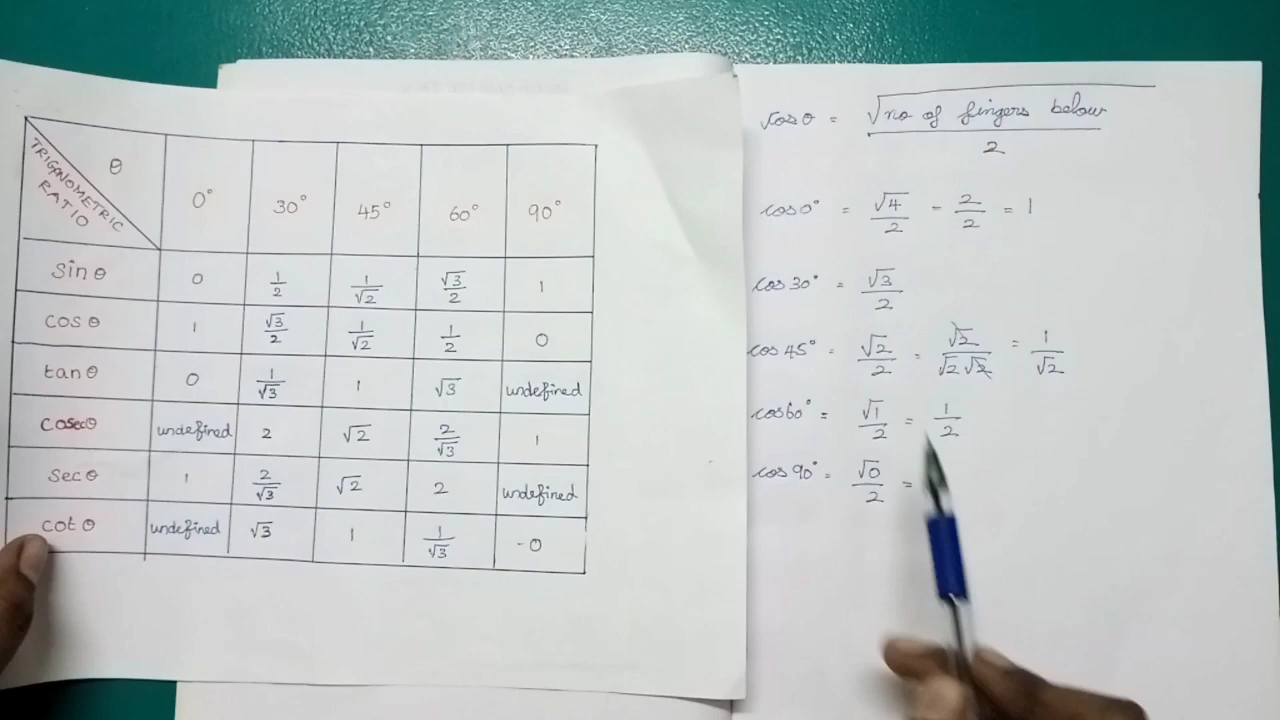 θ
TRIGONOMETRIC
RATIO
0° 30° 45° 60° 90°
sin θ 0 1/2 1/√2 √3/2 1
cos θ 1 √3/2 1/√2 1/2 0
tan θ 0 1/√3 1 √3 undefined
cosec θ undefined 2 √2 2/√3 1
sec θ 1 2/√3 √2 2 undefined
cot θ undefined √3 1 1/√3 -0
cos θ = √no of fingers below / 2
cos 0° = √4/2 - 2/2 = 1
cos 30° = √3/2
cos 45° = √2/2 = √2/√2√2 = 1/√2
cos 60° = √1/2 = 1/2
cos 90° = √0/2 =